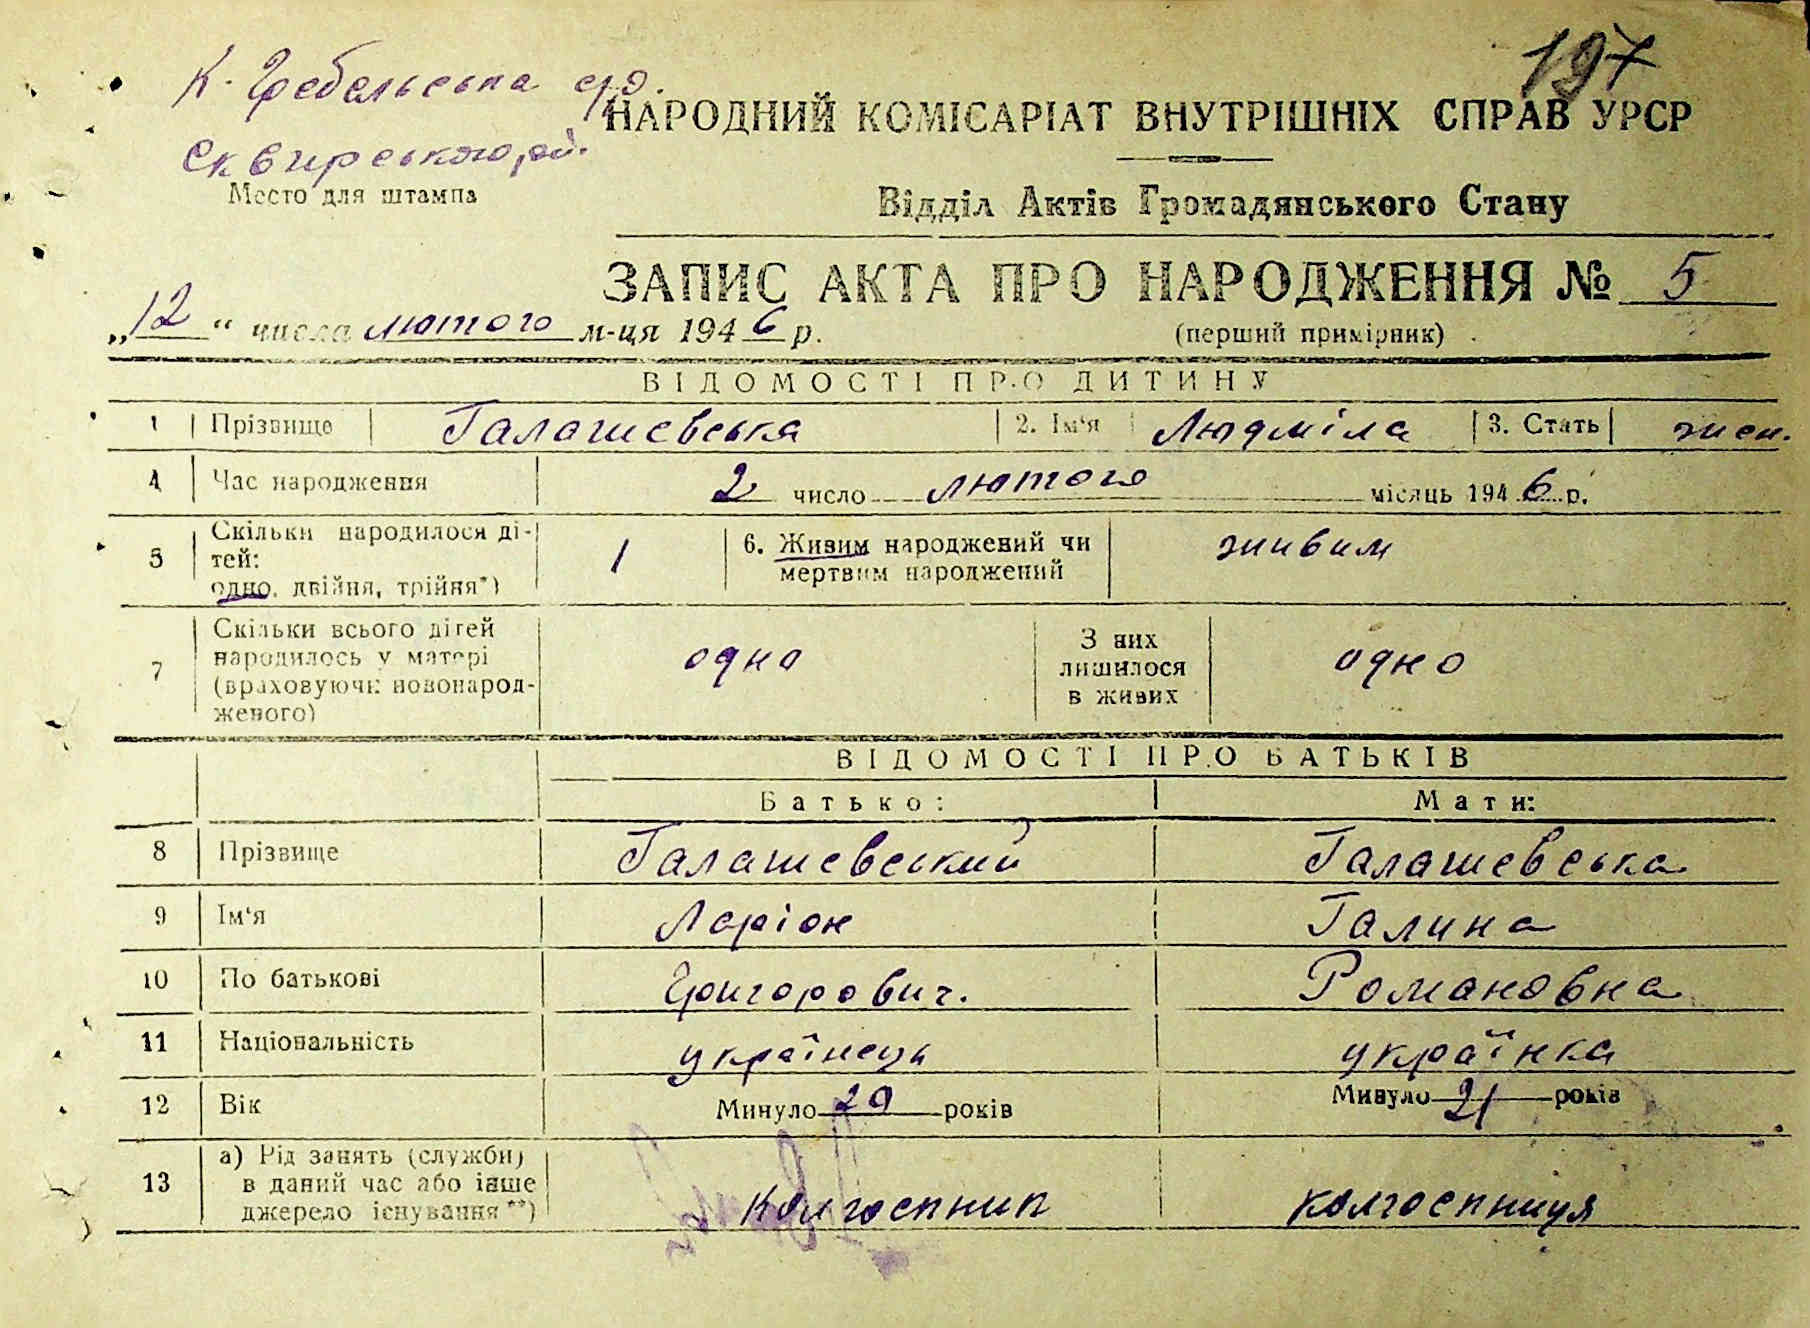 197
К. Гребельська с/р.
НАРОДНИЙ КОМІСАРІАТ ВНУТРІШНІХ СПРАВ УРСР
Сквирського рай.
Место для штампа
Відділ Актів Громадянського Стану
ЗАПИС АКТА ПРО НАРОДЖЕННЯ № 5
„12“ числа лютого м-ця 1946 р.
(перший примірник)
ВІДОМОСТІ ПРО ДИТИНУ
1 Прізвище Галашевська 2. Ім‘я Людміла 3. Стать жен.
4 Час народження 2 число лютого місяць 1946 р.
5 Скільки народилося ді-
тей:
одно, двійня, трійня*)
1
6. Живим народжений чи
мертвим народжений
живим
7 Скільки всього дітей
народилось у матері
(враховуючи новонарод-
женого)
одно
З них
лишилося
в живих
одно
ВІДОМОСТІ ПРО БАТЬКІВ
Батько: Мати:
8 Прізвище Галашевський Галашевська
9 Ім‘я Ларіон Галина
10 По батькові Григорович. Романовна
11 Національність українець українка
12 Вік Минуло 29 років Минуло 21 років
13 а) Рід занять (служби)
в даний час або інше
джерело існування**)
колгоспник колгоспниця